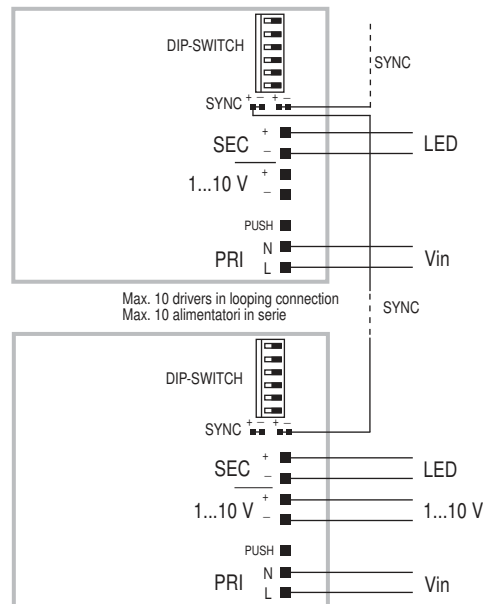 DIP-SWITCH
SYNC
SYNC + – + –
SEC + – LED
1...10 V + –
PUSH
PRI N L Vin
Max. 10 drivers in looping connection
Max. 10 alimentatori in serie
SYNC
DIP-SWITCH
SYNC + – + –
SEC + – LED
1...10 V + – 1...10 V
PUSH
PRI N L Vin